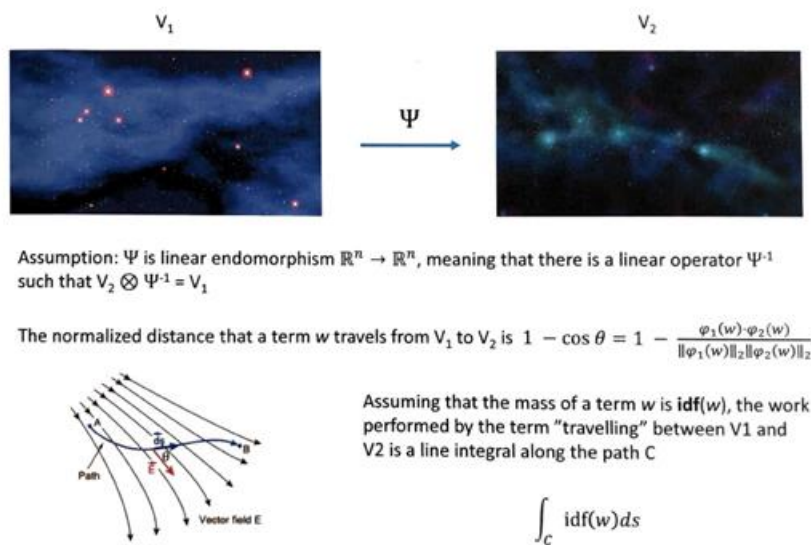 V₁ V₂
Ψ
Assumption: Ψ is linear endomorphism ℝⁿ → ℝⁿ, meaning that there is a linear operator Ψ⁻¹
such that V₂ ⊗ Ψ⁻¹ = V₁
The normalized distance that a term w travels from V₁ to V₂ is 1 − cos θ = 1 − φ₁(w)·φ₂(w) / ‖φ₁(w)‖₂‖φ₂(w)‖₂
Assuming that the mass of a term w is idf(w), the work
performed by the term ”travelling” between V1 and
V2 is a line integral along the path C
A
ds
B
θ
E
Path
Vector field E
∫_C idf(w)ds